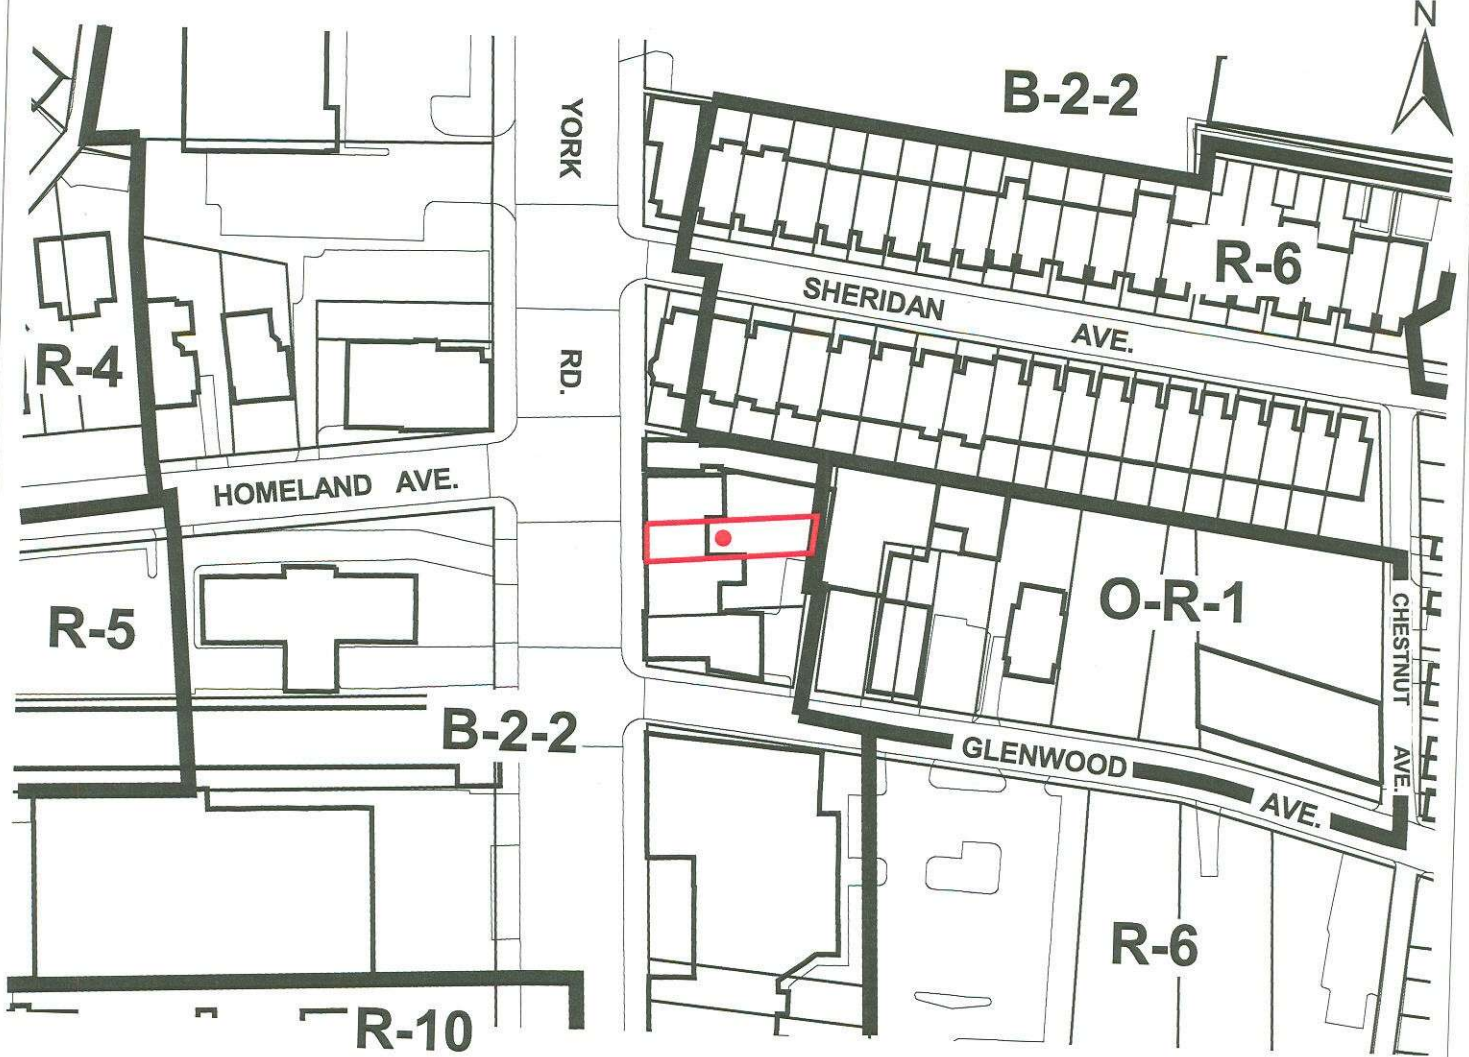 N
B-2-2
YORK
RD.
R-6
SHERIDAN
AVE.
R-4
HOMELAND AVE.
O-R-1
CHESTNUT
AVE.
R-5
B-2-2
GLENWOOD
AVE.
R-6
R-10